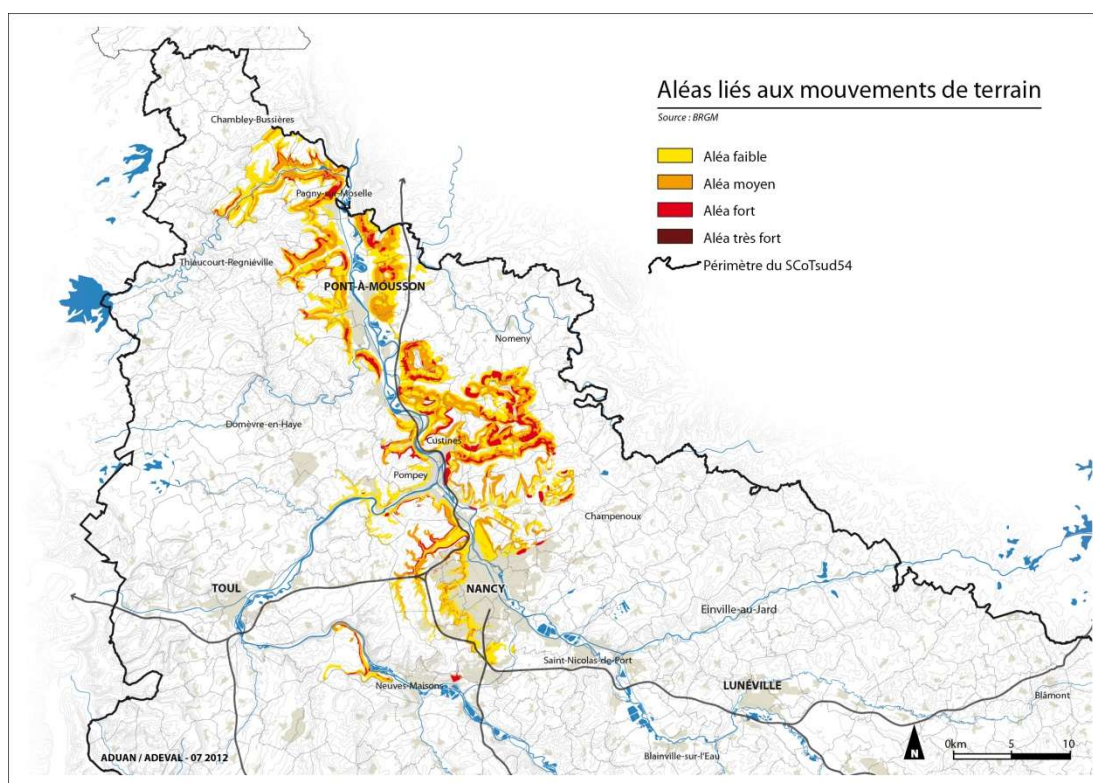 Aléas liés aux mouvements de terrain
Source : BRGM
Aléa faible
Aléa moyen
Aléa fort
Aléa très fort
Périmètre du SCoTsud54
Chambley-Bussières
Pagny-sur-Moselle
Thiaucourt-Regniéville
PONT-À-MOUSSON
Nomeny
Domèvre-en-Haye
Custines
Pompey
Champenoux
TOUL
NANCY
Einville-au-Jard
Saint-Nicolas-de-Port
Neuves-Maisons
LUNÉVILLE
Blâmont
Blainville-sur-l'Eau
ADUAN / ADEVAL - 07 2012
N
0km 5 10